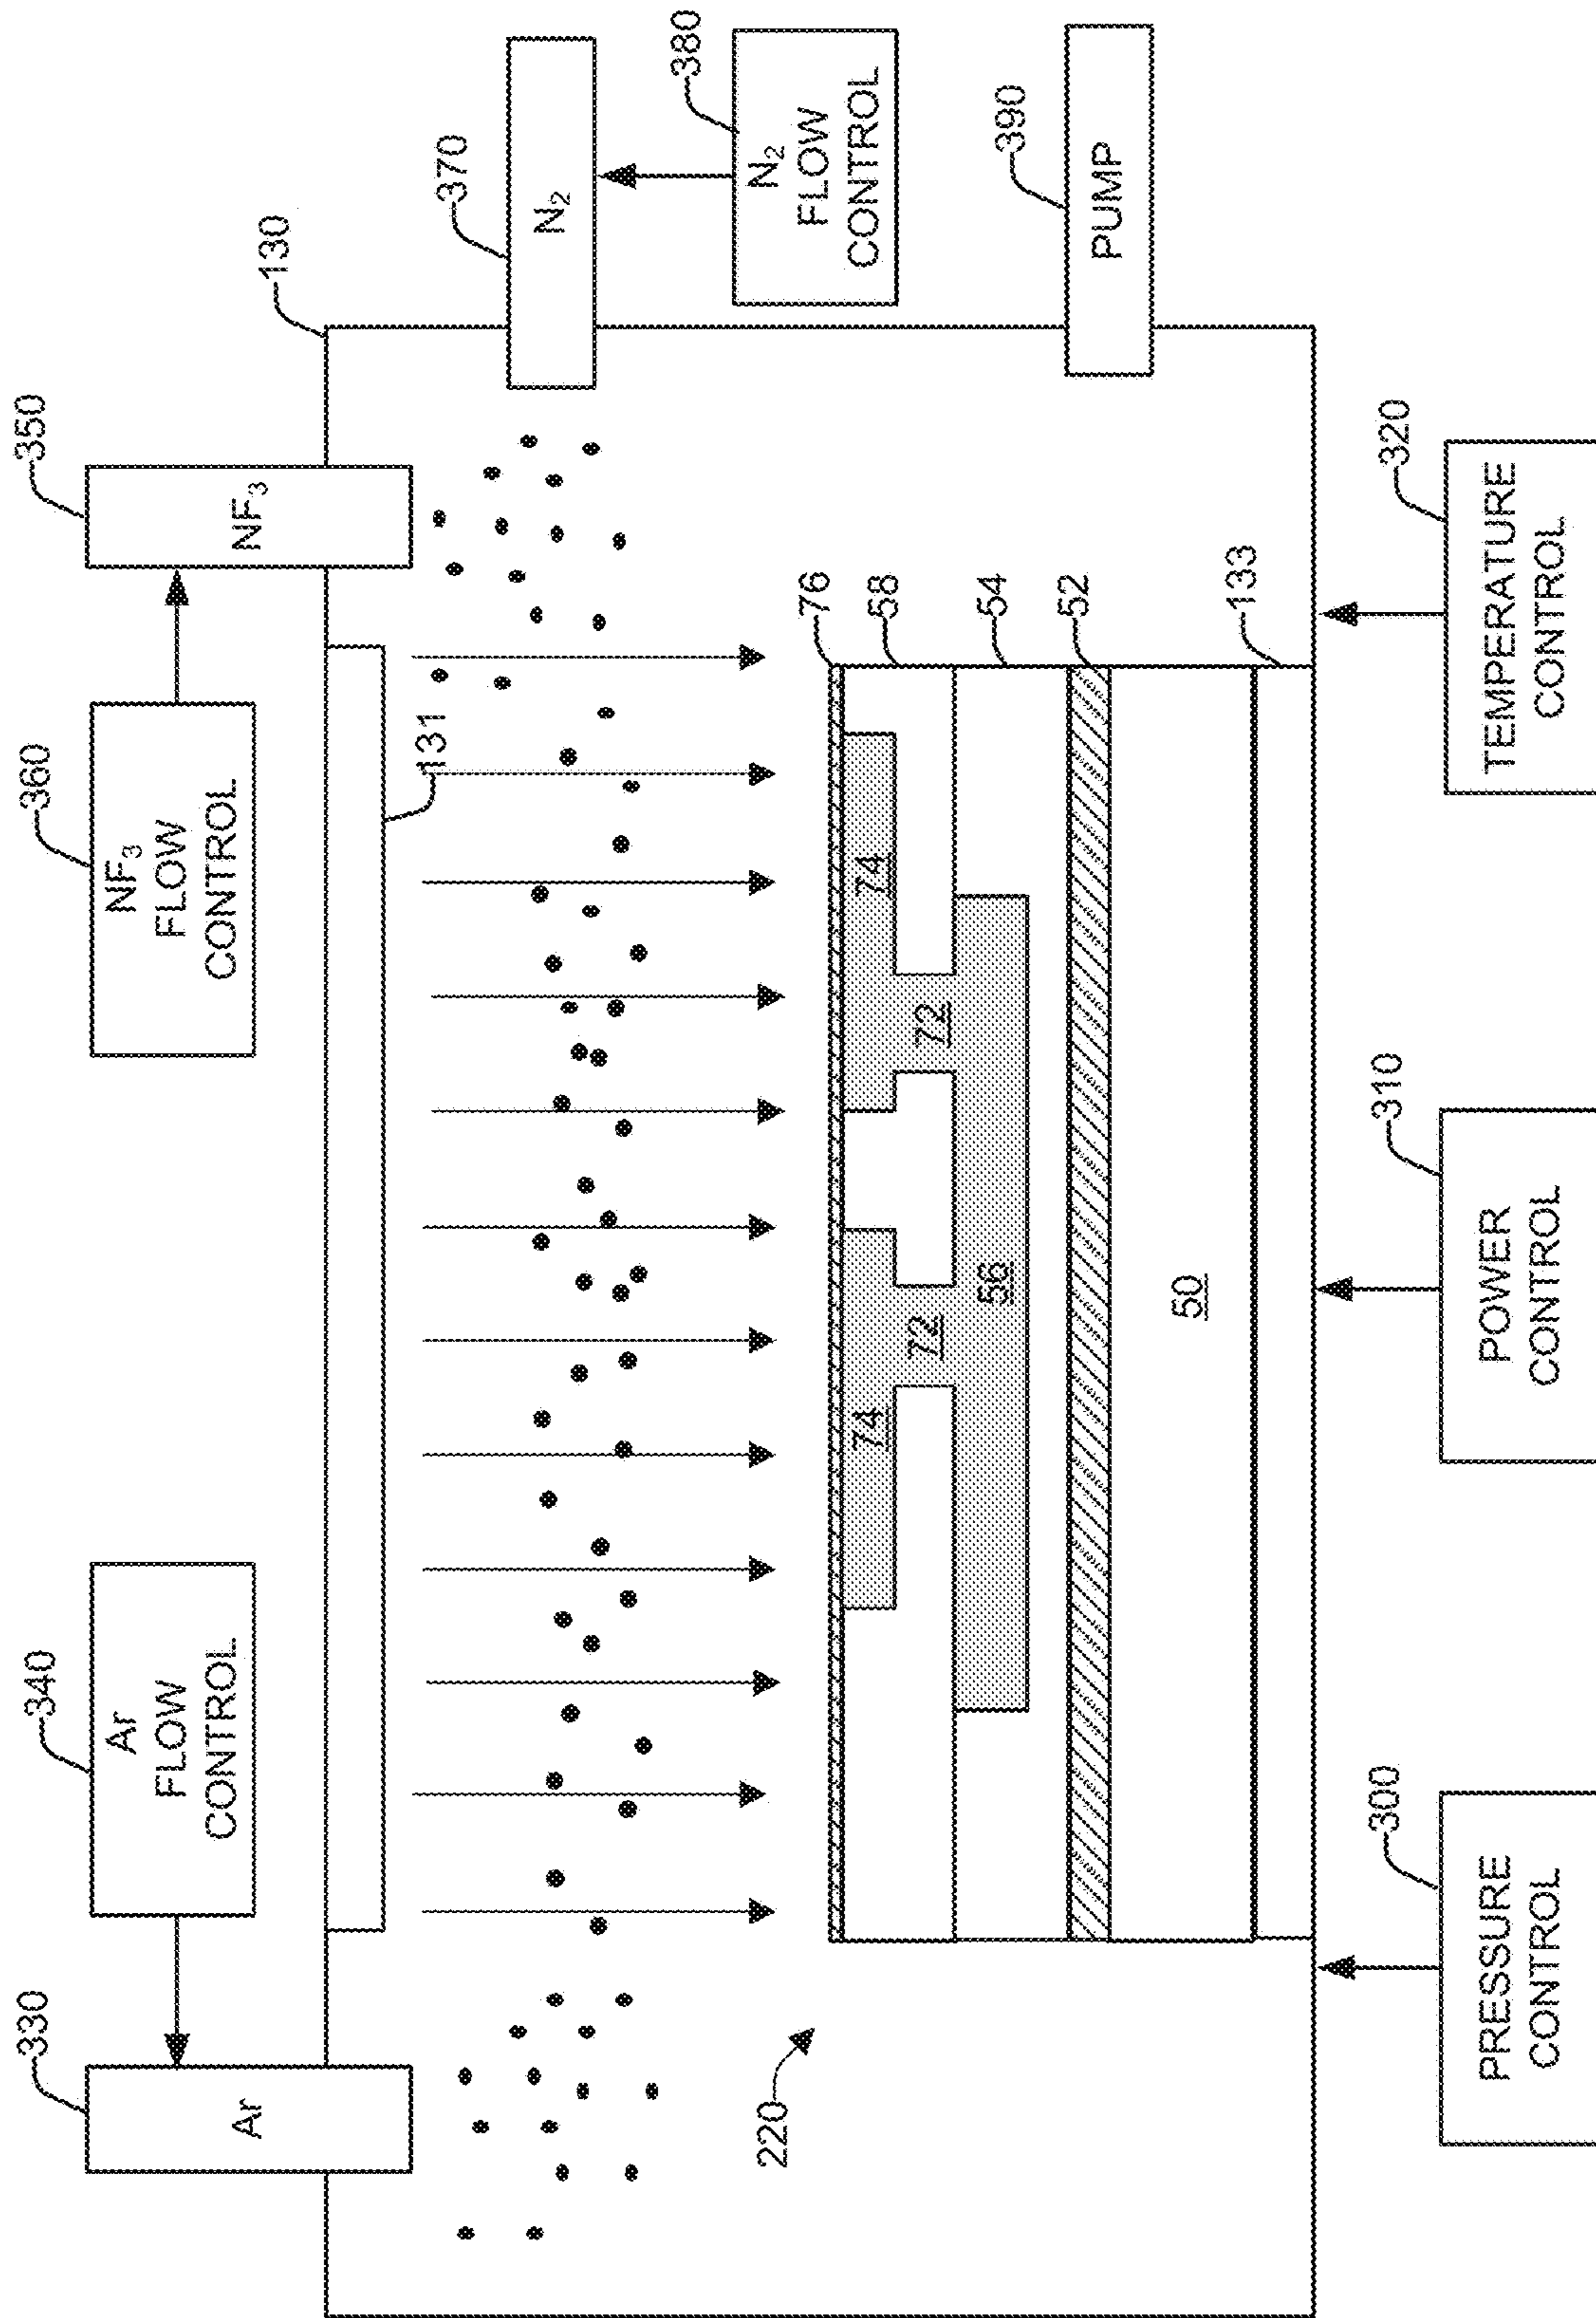 330
Ar
340
Ar
FLOW
CONTROL
360
NF₃
FLOW
CONTROL
350
NF₃
130
131
370
N₂
380
N₂
FLOW
CONTROL
390
PUMP
220
76
58
54
52
133
74
74
72
72
56
50
300
PRESSURE
CONTROL
310
POWER
CONTROL
320
TEMPERATURE
CONTROL